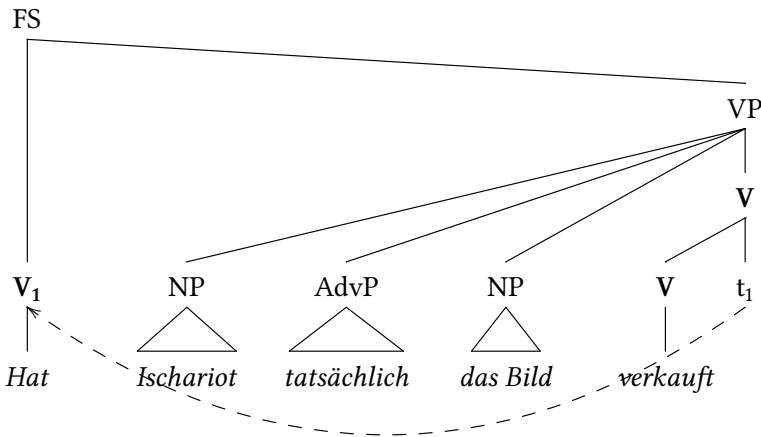 FS
VP
V
V₁ NP AdvP NP V t₁
Hat Ischariot tatsächlich das Bild verkauft